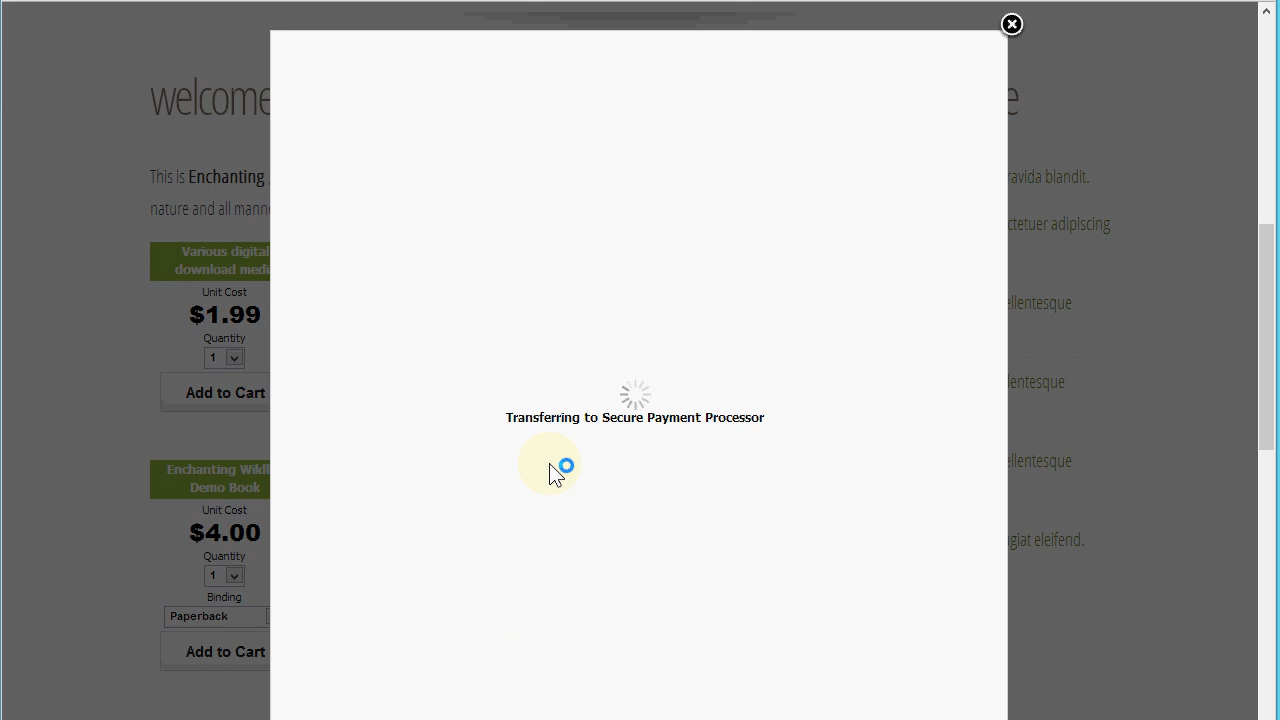 welcome
This is Enchanting
nature and all mann
Various digital
download medi
Unit Cost
$1.99
Quantity
1
Add to Cart
Enchanting Wildl
Demo Book
Unit Cost
$4.00
Quantity
1
Binding
Paperback
Add to Cart
Transferring to Secure Payment Processor
e
ravida blandit.
ctetuer adipiscing
ellentesque
lentesque
ellentesque
giat eleifend.